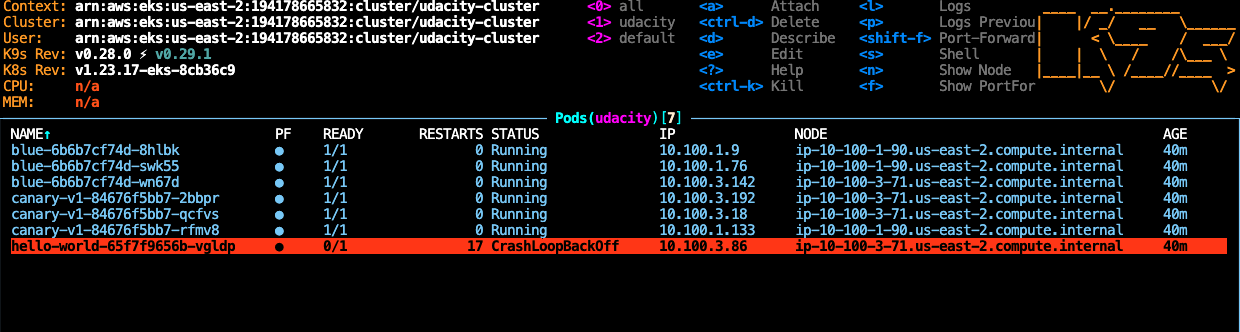 Context: arn:aws:eks:us-east-2:194178665832:cluster/udacity-cluster <0> all <a> Attach <l> Logs
Cluster: arn:aws:eks:us-east-2:194178665832:cluster/udacity-cluster <1> udacity <ctrl-d> Delete <p> Logs Previou
User: arn:aws:eks:us-east-2:194178665832:cluster/udacity-cluster <2> default <d> Describe <shift-f> Port-Forward
K9s Rev: v0.28.0 ⚡ v0.29.1 <e> Edit <s> Shell
K8s Rev: v1.23.17-eks-8cb36c9 <?> Help <n> Show Node
CPU: n/a <ctrl-k> Kill <f> Show PortFor
MEM: n/a
Pods(udacity)[7]
NAME↑ PF READY RESTARTS STATUS IP NODE AGE
blue-6b6b7cf74d-8hlbk ● 1/1 0 Running 10.100.1.9 ip-10-100-1-90.us-east-2.compute.internal 40m
blue-6b6b7cf74d-swk55 ● 1/1 0 Running 10.100.1.76 ip-10-100-1-90.us-east-2.compute.internal 40m
blue-6b6b7cf74d-wn67d ● 1/1 0 Running 10.100.3.142 ip-10-100-3-71.us-east-2.compute.internal 40m
canary-v1-84676f5bb7-2bbpr ● 1/1 0 Running 10.100.3.192 ip-10-100-3-71.us-east-2.compute.internal 40m
canary-v1-84676f5bb7-qcfvs ● 1/1 0 Running 10.100.3.18 ip-10-100-3-71.us-east-2.compute.internal 40m
canary-v1-84676f5bb7-rfmv8 ● 1/1 0 Running 10.100.1.133 ip-10-100-1-90.us-east-2.compute.internal 40m
hello-world-65f7f9656b-vgldp ● 0/1 17 CrashLoopBackOff 10.100.3.86 ip-10-100-3-71.us-east-2.compute.internal 40m